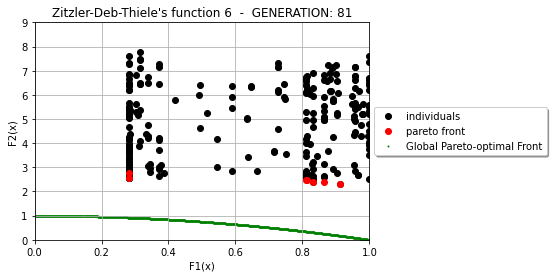 Zitzler-Deb-Thiele's function 6 - GENERATION: 81
9
8
7
6
5
4
3
2
1
0
F2(x)
0.0 0.2 0.4 0.6 0.8 1.0
F1(x)
individuals
pareto front
Global Pareto-optimal Front